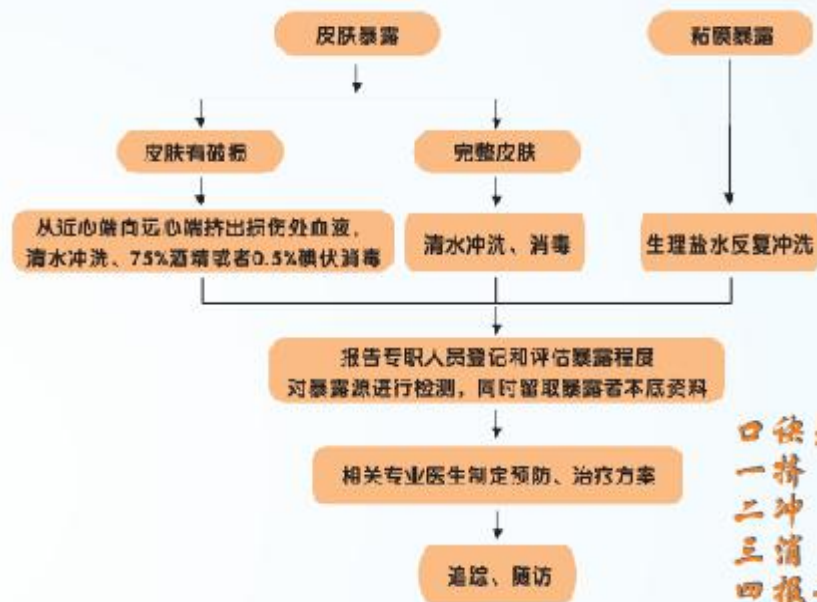 皮肤暴露
粘膜暴露
皮肤有破损
完整皮肤
从近心端向远心端挤出损伤处血液，
清水冲洗、75%酒精或者0.5%碘伏消毒
清水冲洗、消毒
生理盐水反复冲洗
报告专职人员登记和评估暴露程度
对暴露源进行检测，同时留取暴露者本底资料
相关专业医生制定预防、治疗方案
追踪、随访
口诀：
一挤
二冲
三消
四报